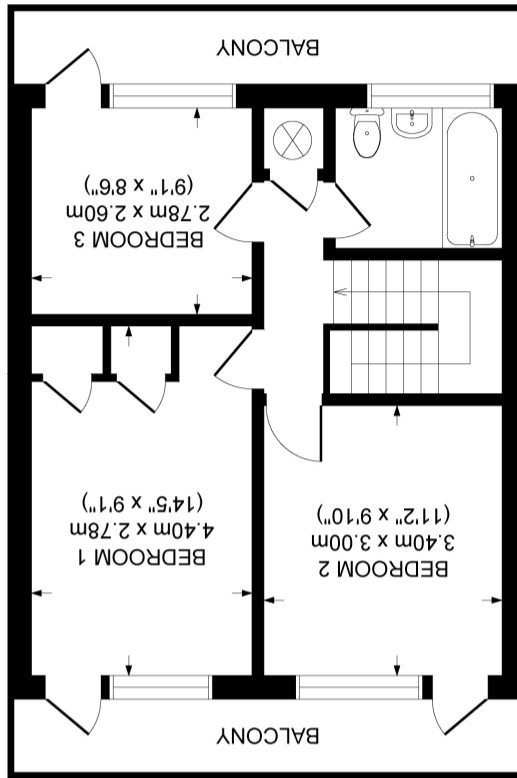 BALCONY
BEDROOM 2
3.40m x 3.00m
(11'2" x 9'10")
BEDROOM 1
4.40m x 2.78m
(14'5" x 9'1")
BEDROOM 3
2.78m x 2.60m
(9'1" x 8'6")
BALCONY